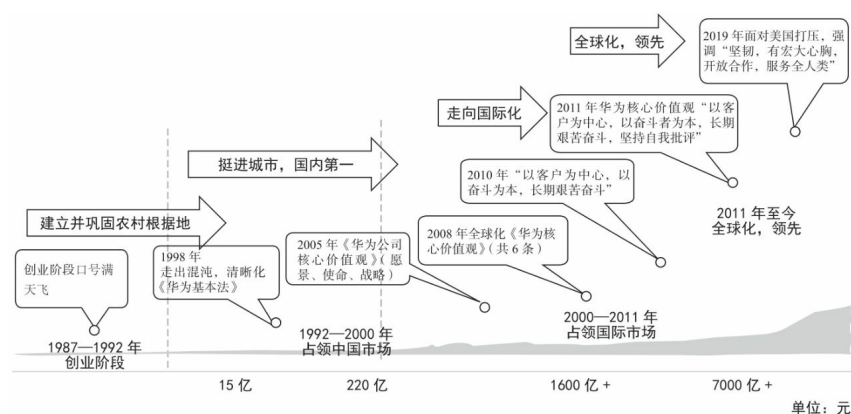 全球化，领先
2019 年面对美国打压，强
调“坚韧，有宏大心胸，
开放合作，服务全人类”
走向国际化
2011 年华为核心价值观“以客
户为中心，以奋斗者为本，长期
艰苦奋斗，坚持自我批评”
挺进城市，国内第一
2010 年“以客户为中心，以
奋斗为本，长期艰苦奋斗”
2011 年至今
全球化，领先
建立并巩固农村根据地
1998 年
走出混沌，清晰化
《华为基本法》
2005 年《华为公司
核心价值观》（愿
景、使命、战略）
2008 年全球化《华为核
心价值观》（共 6 条）
创业阶段口号满
天飞
1987—1992 年
创业阶段
1992—2000 年
占领中国市场
2000—2011 年
占领国际市场
15 亿
220 亿
1600 亿 +
7000 亿 +
单位：元